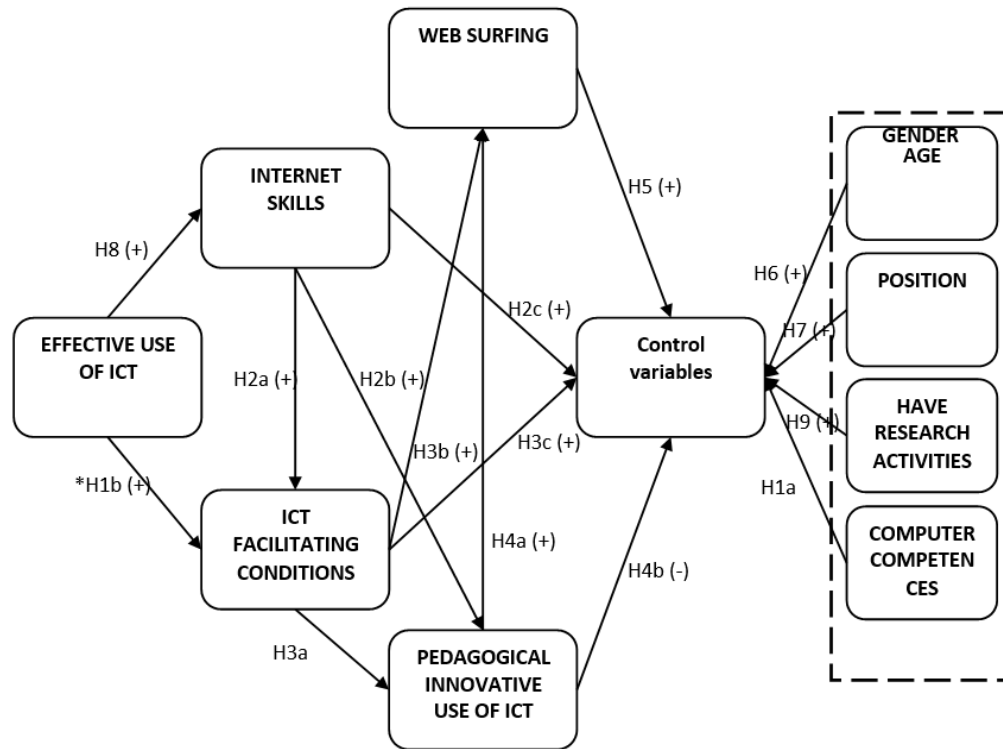 WEB SURFING
GENDER
AGE
INTERNET
SKILLS
H5 (+)
H8 (+)
H6 (+)
POSITION
H2c (+)
H7 (+)
EFFECTIVE USE
OF ICT
Control
variables
H2a (+)
H2b (+)
HAVE
RESEARCH
ACTIVITIES
H9 (+)
H3b (+)
H3c (+)
*H1b (+)
H1a
ICT
FACILITATING
CONDITIONS
H4a (+)
COMPUTER
COMPETEN
CES
H4b (-)
H3a
PEDAGOGICAL
INNOVATIVE
USE OF ICT